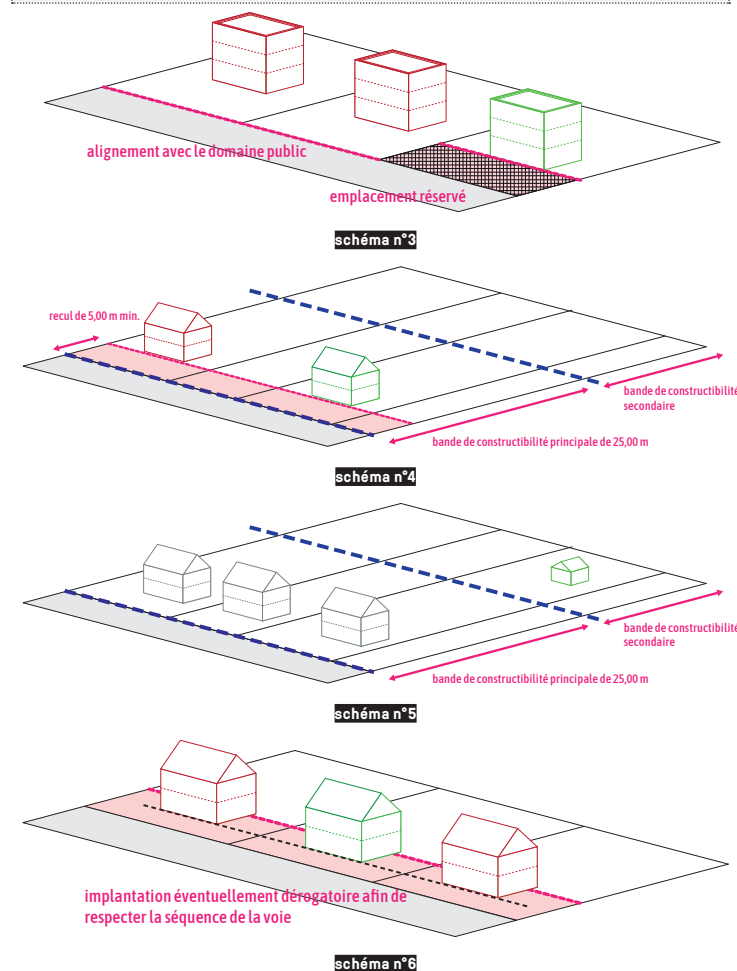 alignement avec le domaine public
emplacement réservé
schéma n°3
recul de 5,00 m min.
bande de constructibilité
secondaire
bande de constructibilité principale de 25,00 m
schéma n°4
bande de constructibilité
secondaire
bande de constructibilité principale de 25,00 m
schéma n°5
implantation éventuellement dérogatoire afin de
respecter la séquence de la voie
schéma n°6